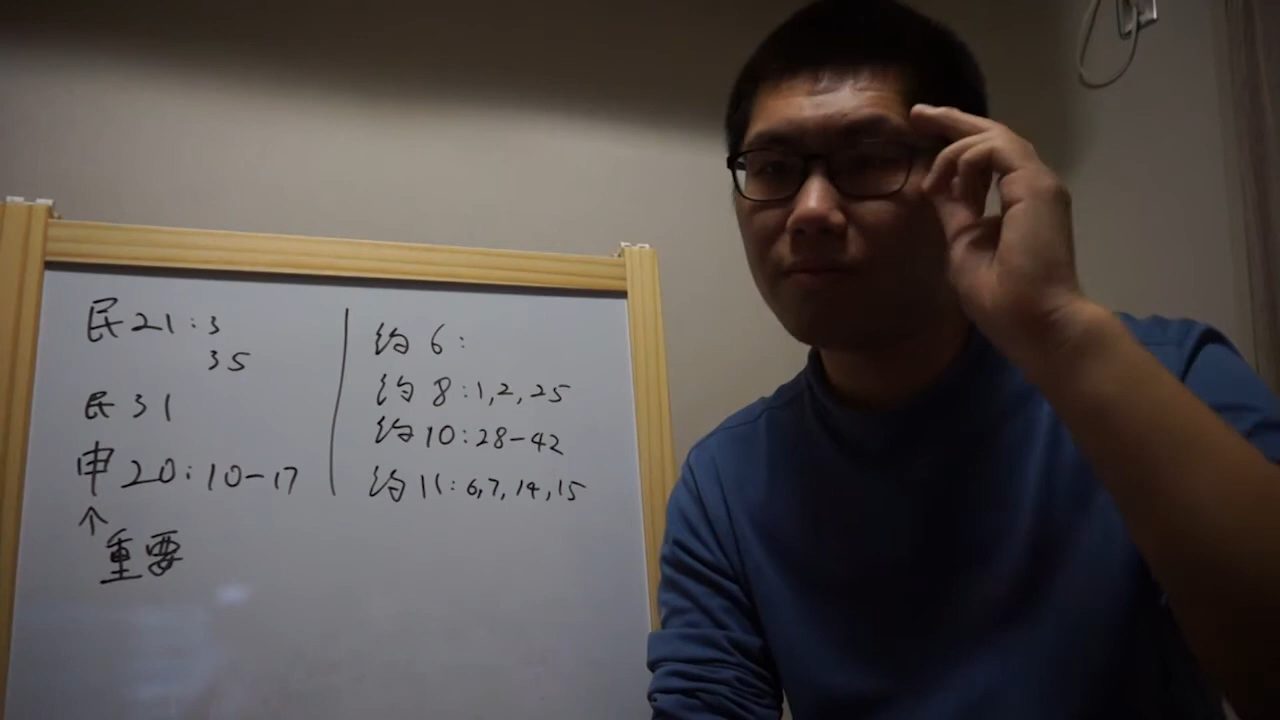 民21:3
35
民31
申20:10-17
↑
重要
约6:
约8:1,2,25
约10:28-42
约11:6,7,14,15